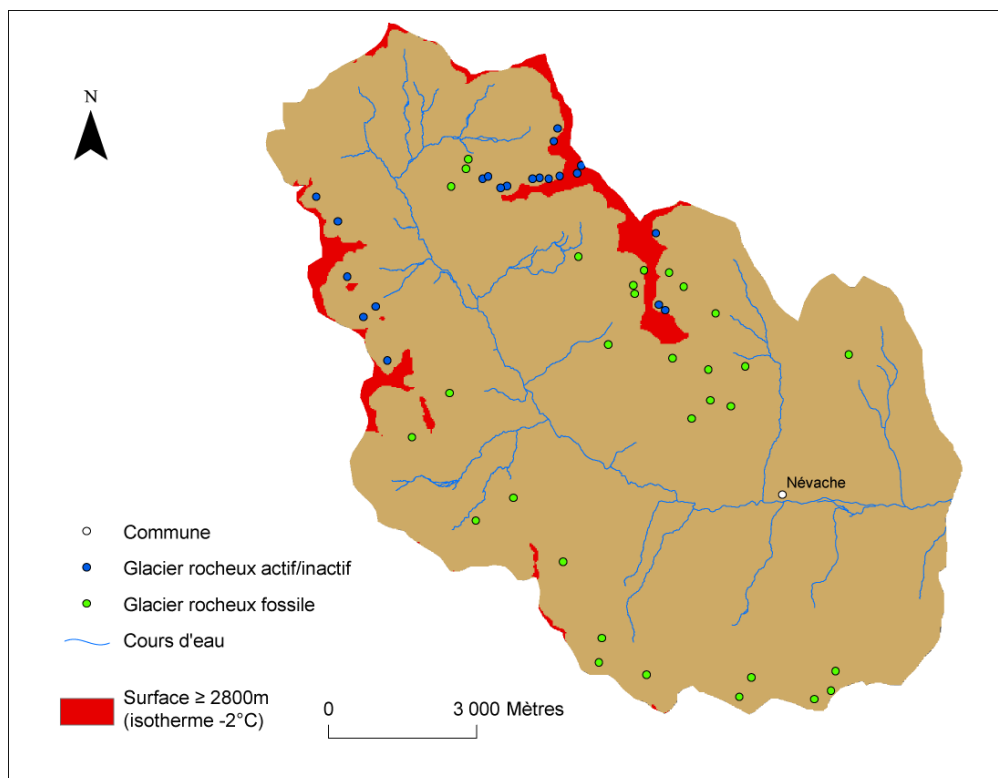 N
Névache
Commune
Glacier rocheux actif/inactif
Glacier rocheux fossile
Cours d'eau
Surface ≥ 2800m
(isotherme -2°C)
0 3 000 Mètres